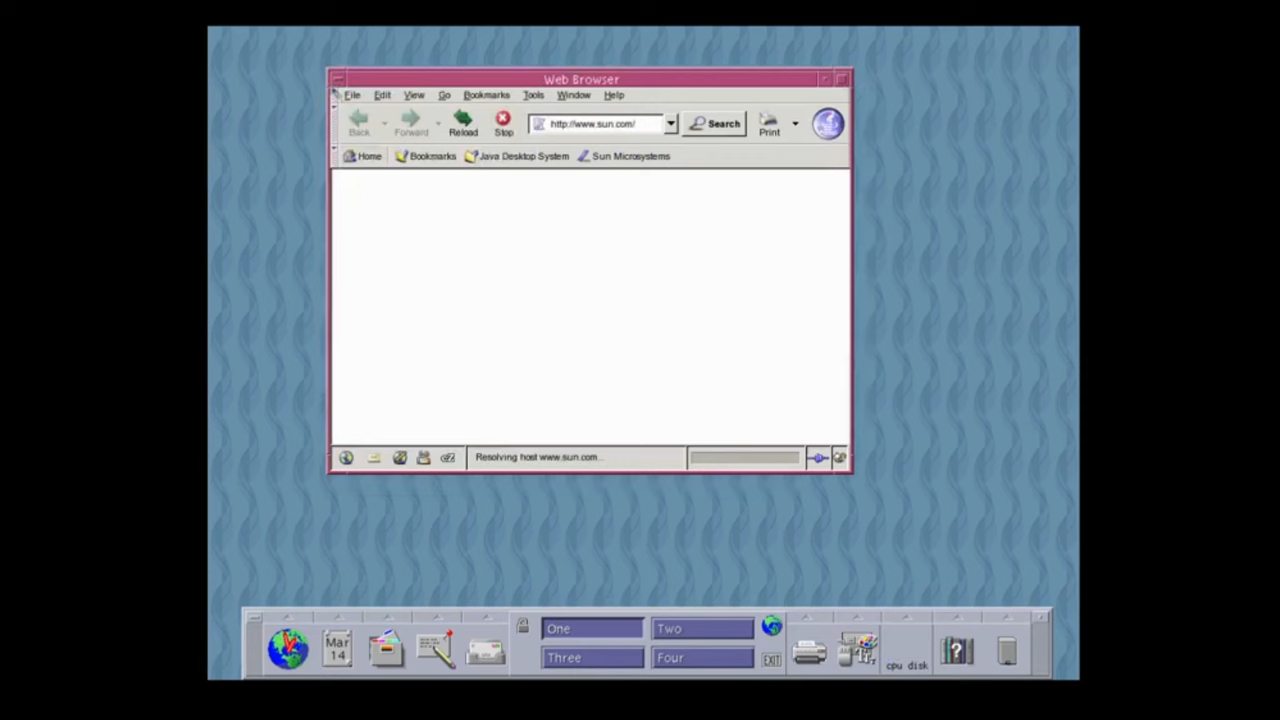 Web Browser
File Edit View Go Bookmarks Tools Window Help
Back Forward Reload Stop http://www.sun.com/ Search Print
Home Bookmarks Java Desktop System Sun Microsystems
Resolving host www.sun.com...
One Two
Mar
14
Three Four EXIT
cpu disk